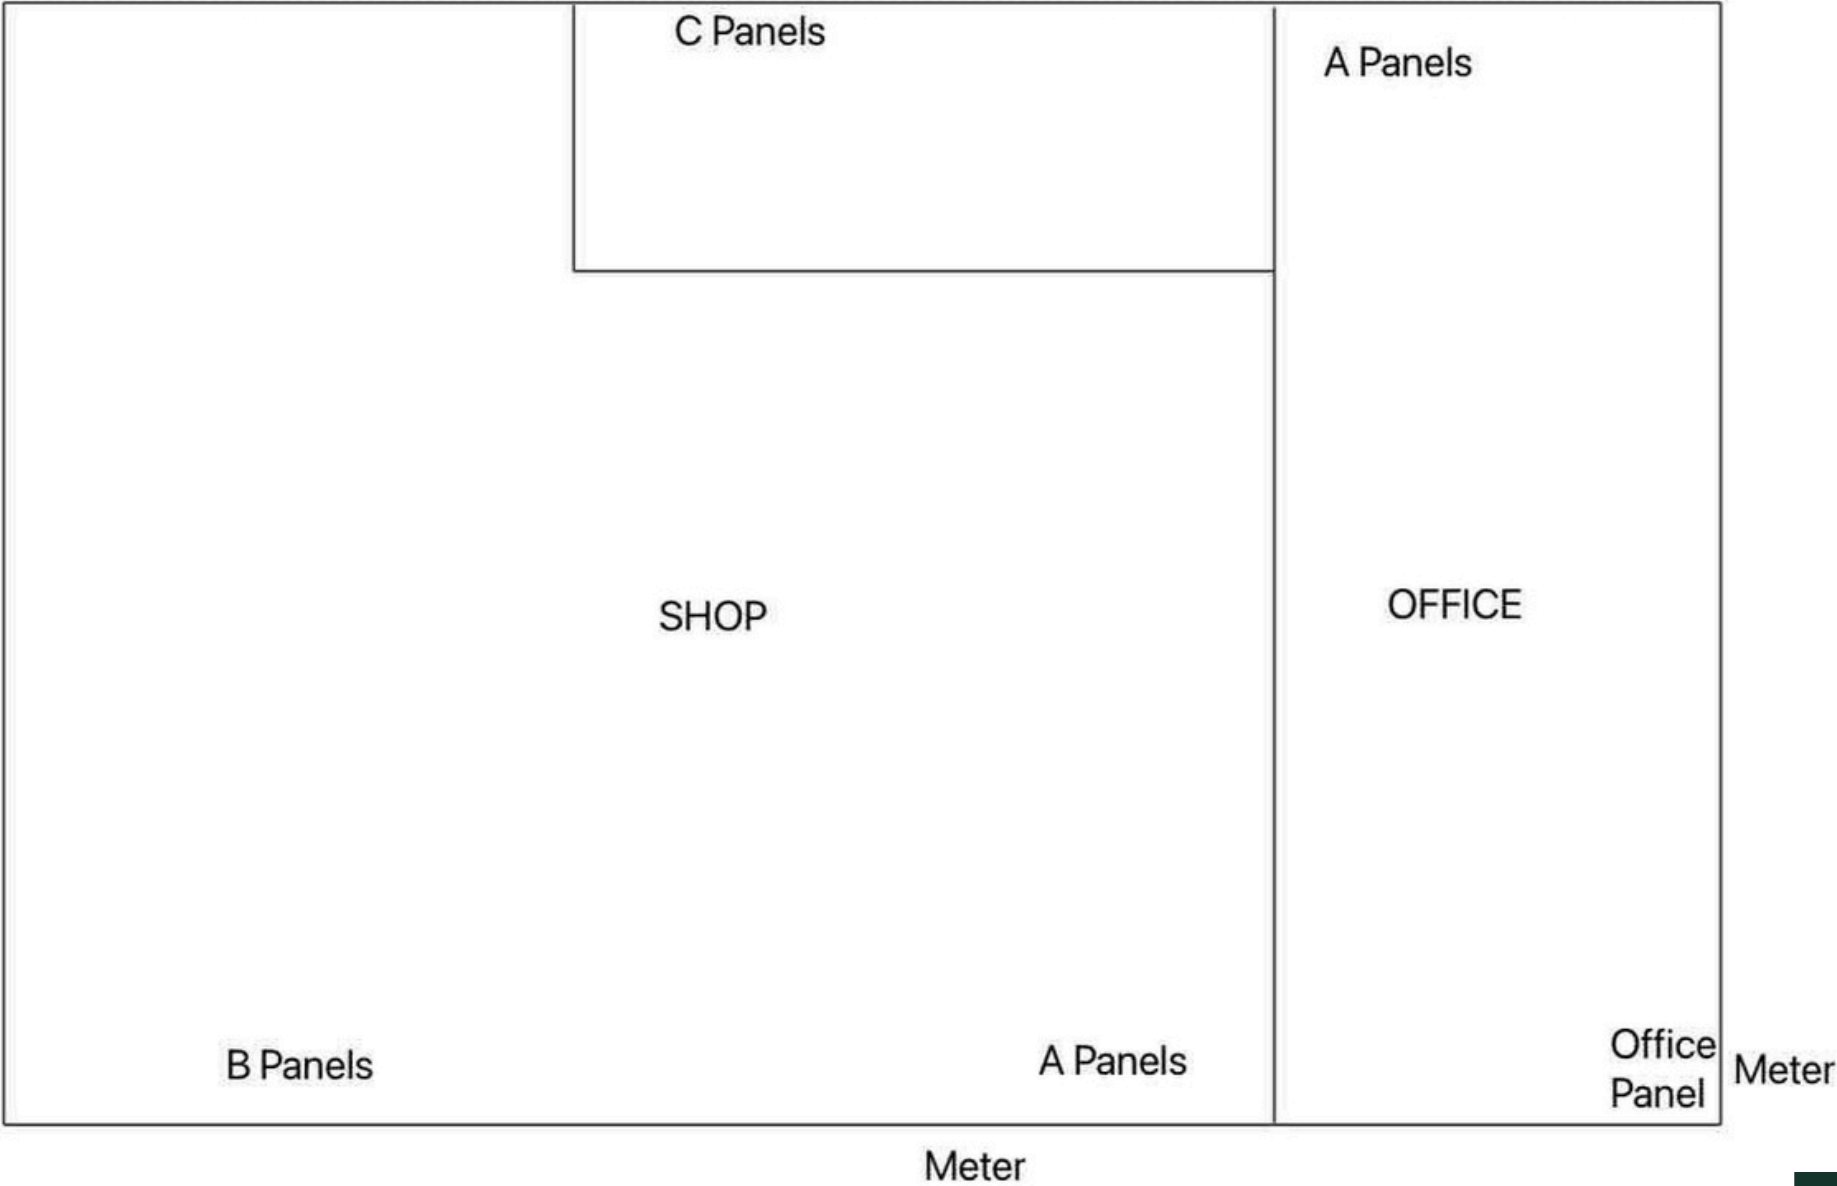 C Panels
A Panels
SHOP
OFFICE
B Panels
A Panels
Office
Panel
Meter
Meter